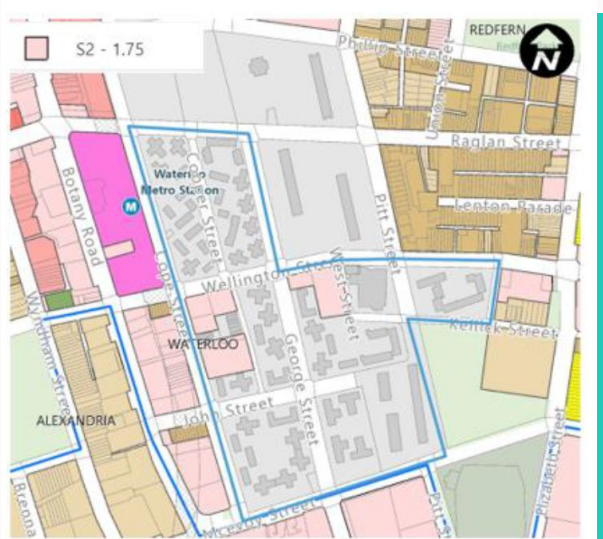 S2 - 1.75
REDFERN
N
Phillip Street
Raglan Street
Waterloo
Metro Station
M
Cooper Street
Botany Road
Pitt Street
Lenton Parade
West Street
Wellington Street
Cope Street
Kellick Street
Wyndham Street
WATERLOO
George Street
John Street
ALEXANDRIA
Elizabeth Street
McEvoy Street